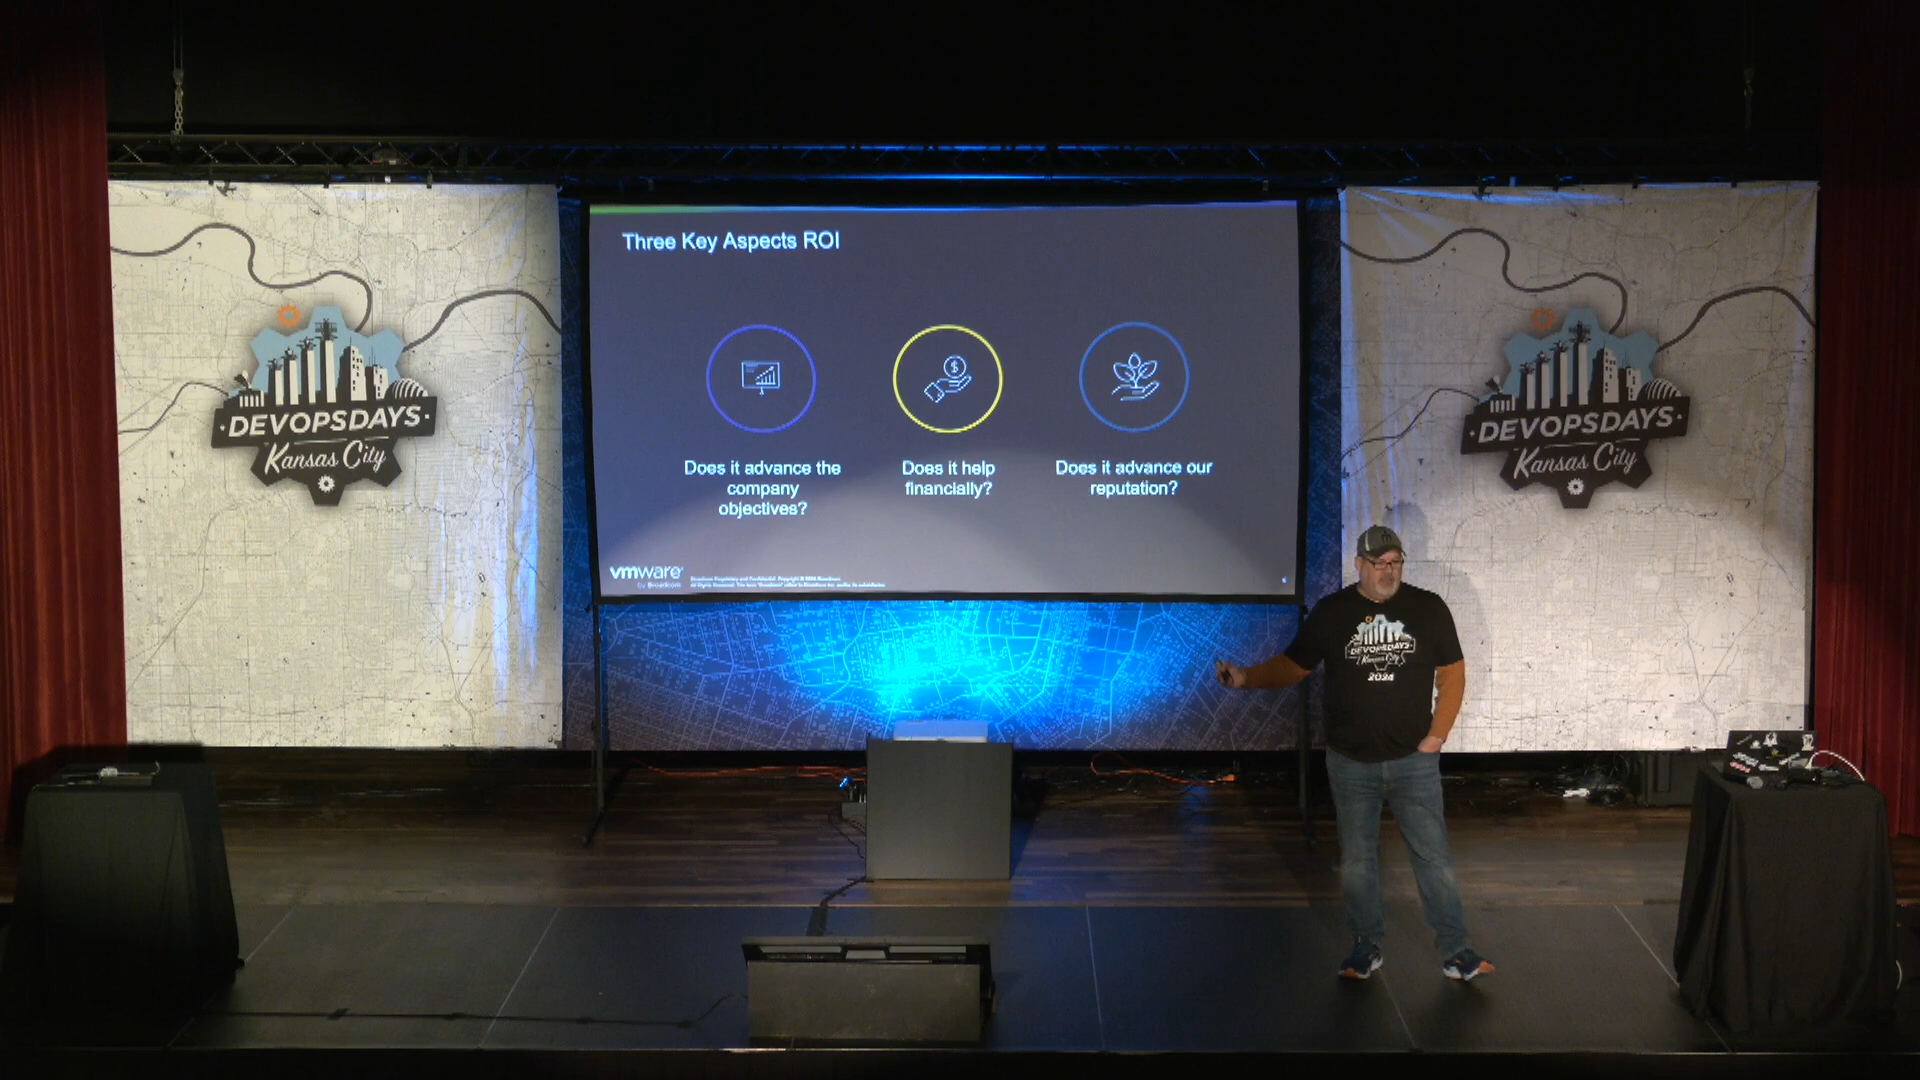 Three Key Aspects ROI
Does it advance the
company
objectives?
Does it help
financially?
Does it advance our
reputation?
vmware
by Broadcom
·DEVOPSDAYS·
Kansas City
·DEVOPSDAYS·
Kansas City
DEVOPSDAYS
Kansas City
2024